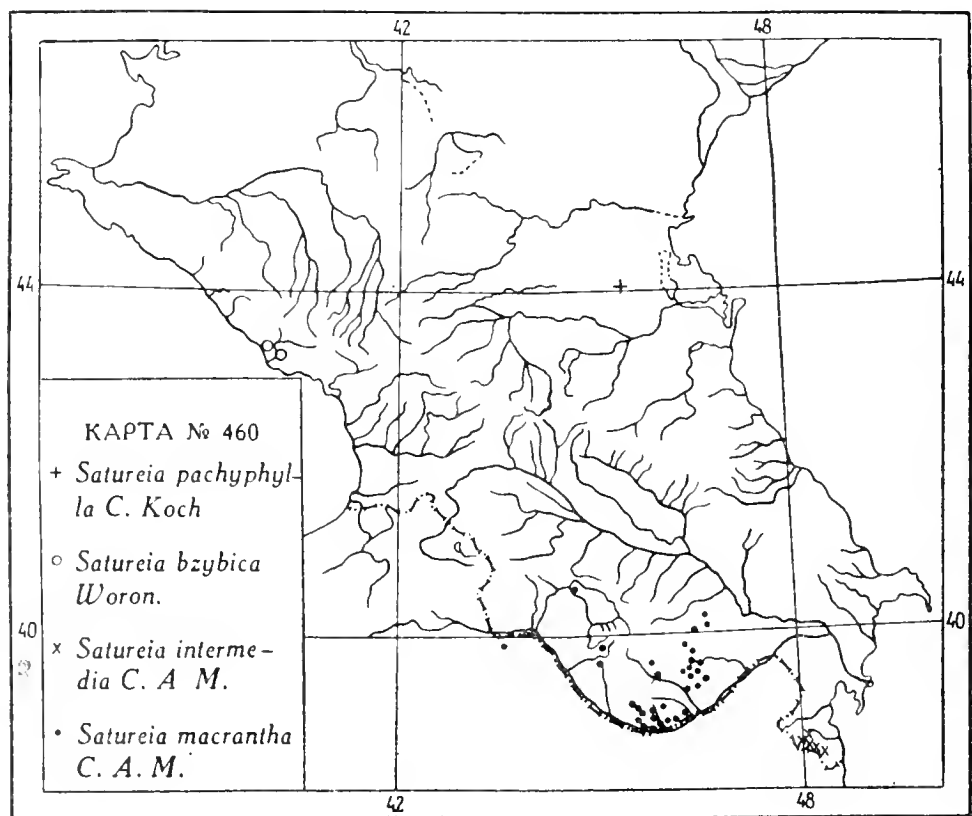 42 48
44 44
КАРТА № 460
+ Satureia pachyphyl-
lla C. Koch
○ Satureia bzybica
Woron.
40 40
× Satureia interme-
dia C. A M.
• Satureia macrantha
C. A. M.
42 48